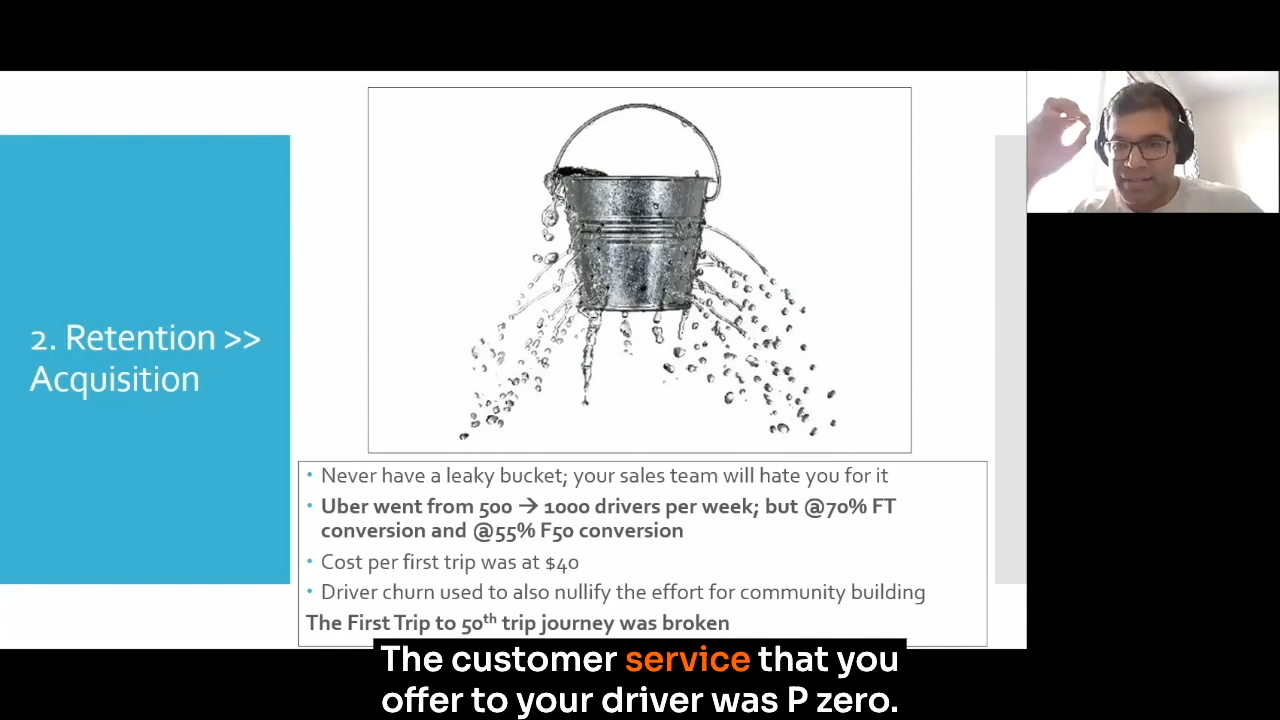 2. Retention >>
Acquisition
• Never have a leaky bucket; your sales team will hate you for it
• Uber went from 500 → 1000 drivers per week; but @70% FT
conversion and @55% F50 conversion
• Cost per first trip was at $40
• Driver churn used to also nullify the effort for community building
The First Trip to 50th trip journey was broken
The customer service that you
offer to your driver was P zero.